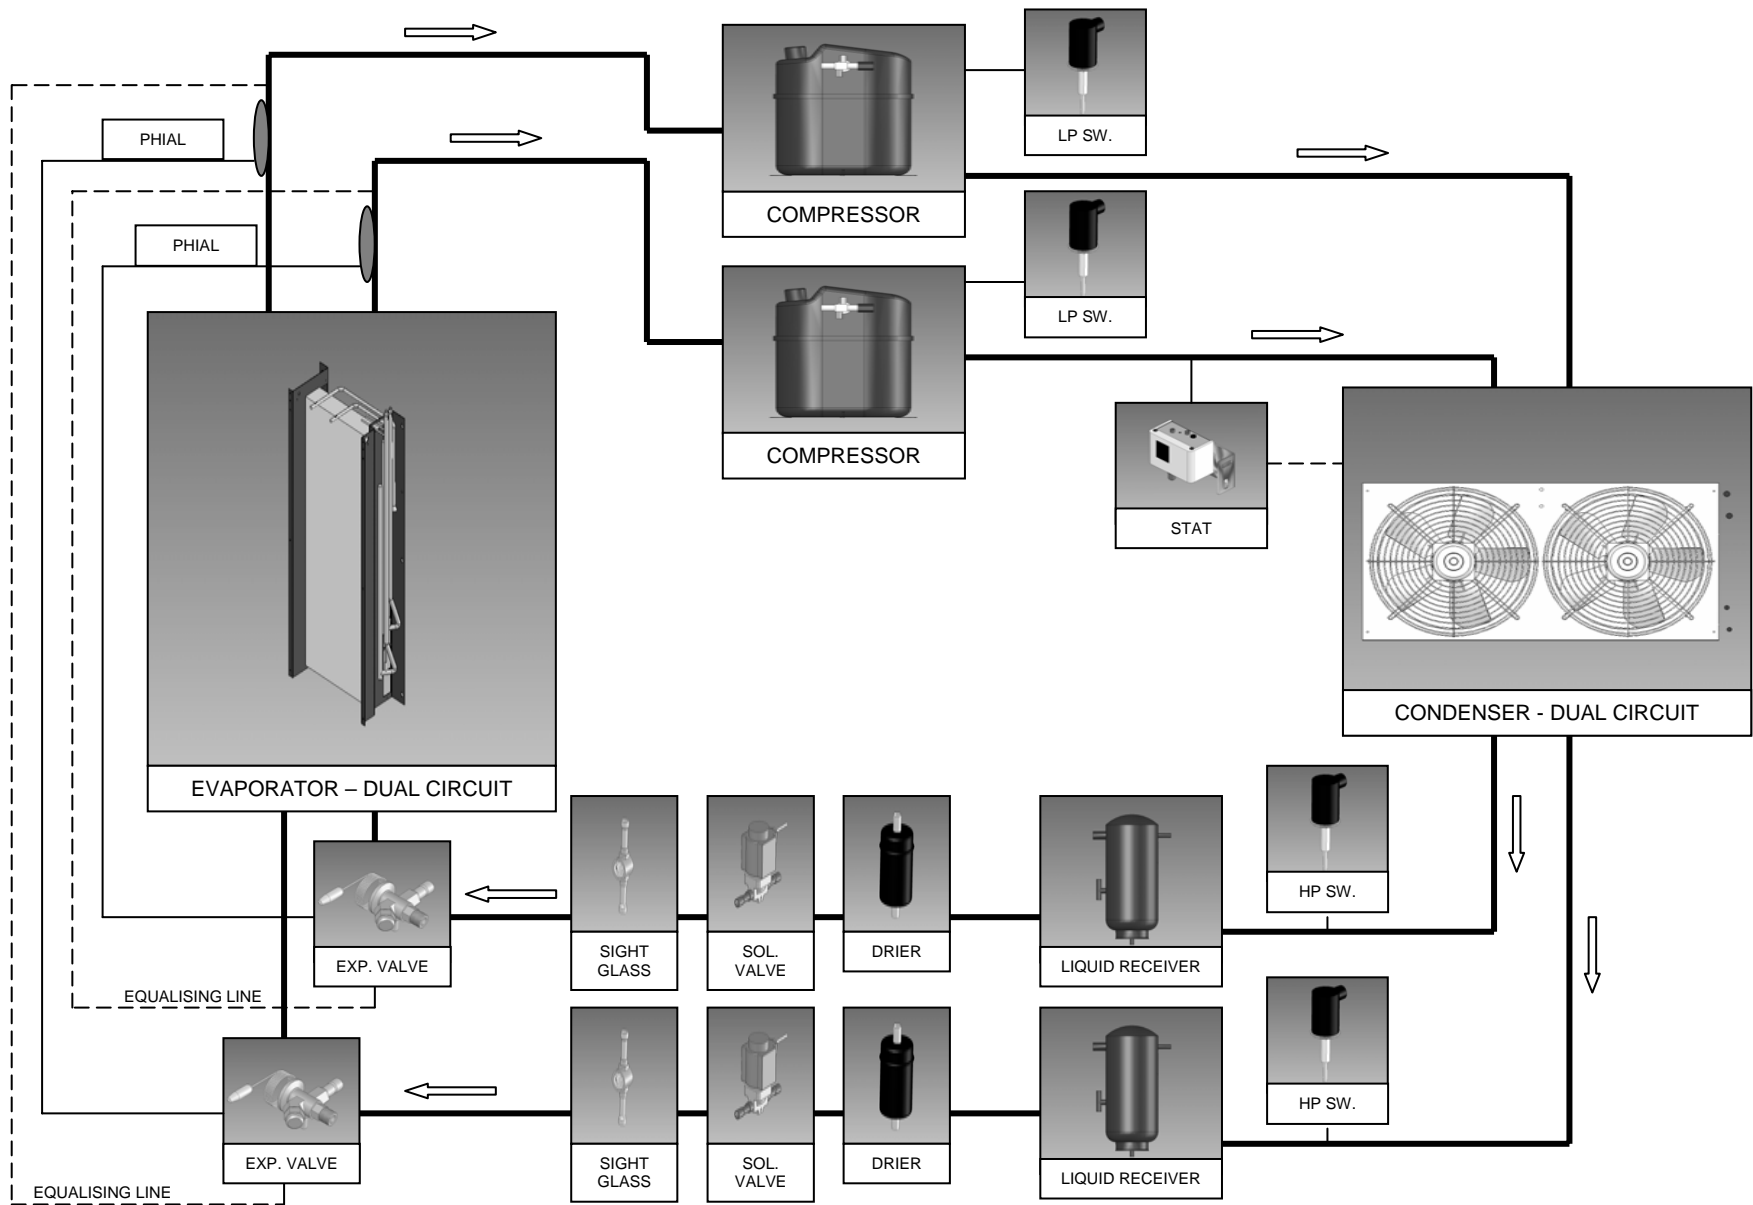 LP SW.
PHIAL
COMPRESSOR
PHIAL
LP SW.
COMPRESSOR
STAT
CONDENSER - DUAL CIRCUIT
EVAPORATOR – DUAL CIRCUIT
HP SW.
EXP. VALVE
SIGHT
GLASS
SOL.
VALVE
DRIER
LIQUID RECEIVER
EQUALISING LINE
HP SW.
EXP. VALVE
SIGHT
GLASS
SOL.
VALVE
DRIER
LIQUID RECEIVER
EQUALISING LINE